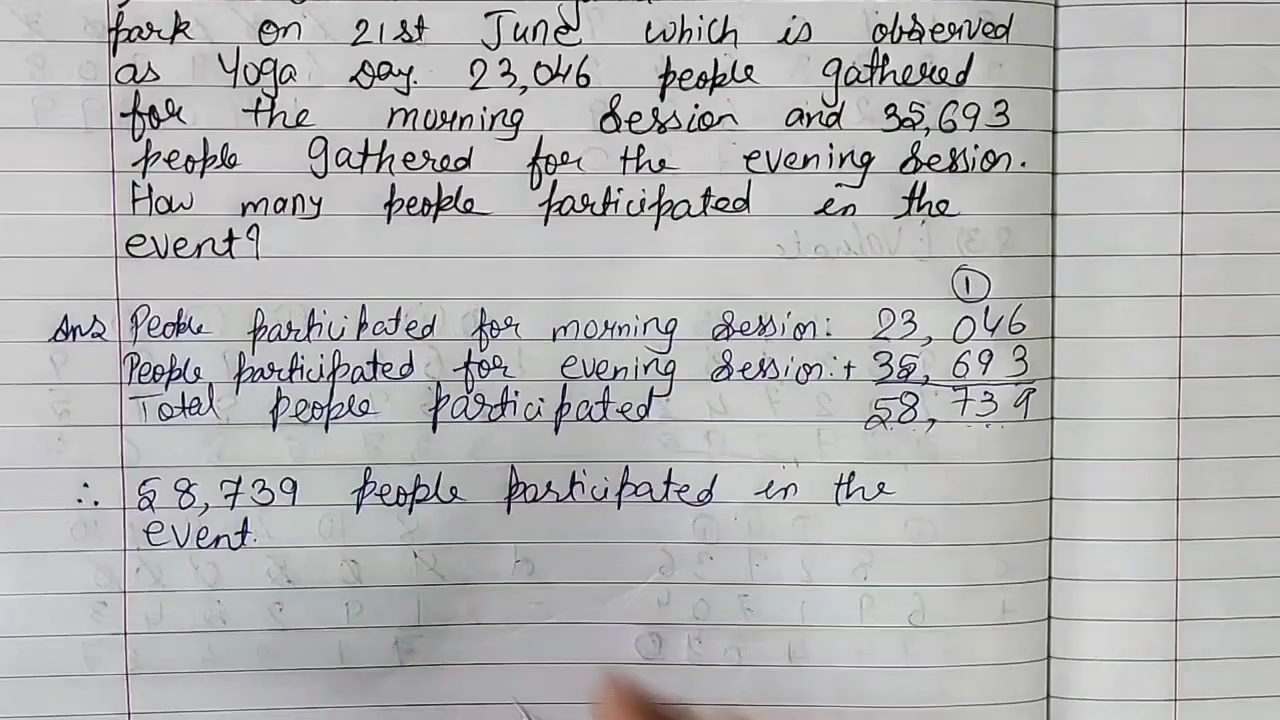 park on 21st June which is observed
as Yoga Day. 23,046 people gathered
for the morning session and 35,693
people gathered for the evening session.
How many people participated in the
event?
1
Ans People participated for morning session: 23, 046
People participated for evening session: + 35, 693
Total people participated 58, 739
∴ 58,739 people participated in the
event.